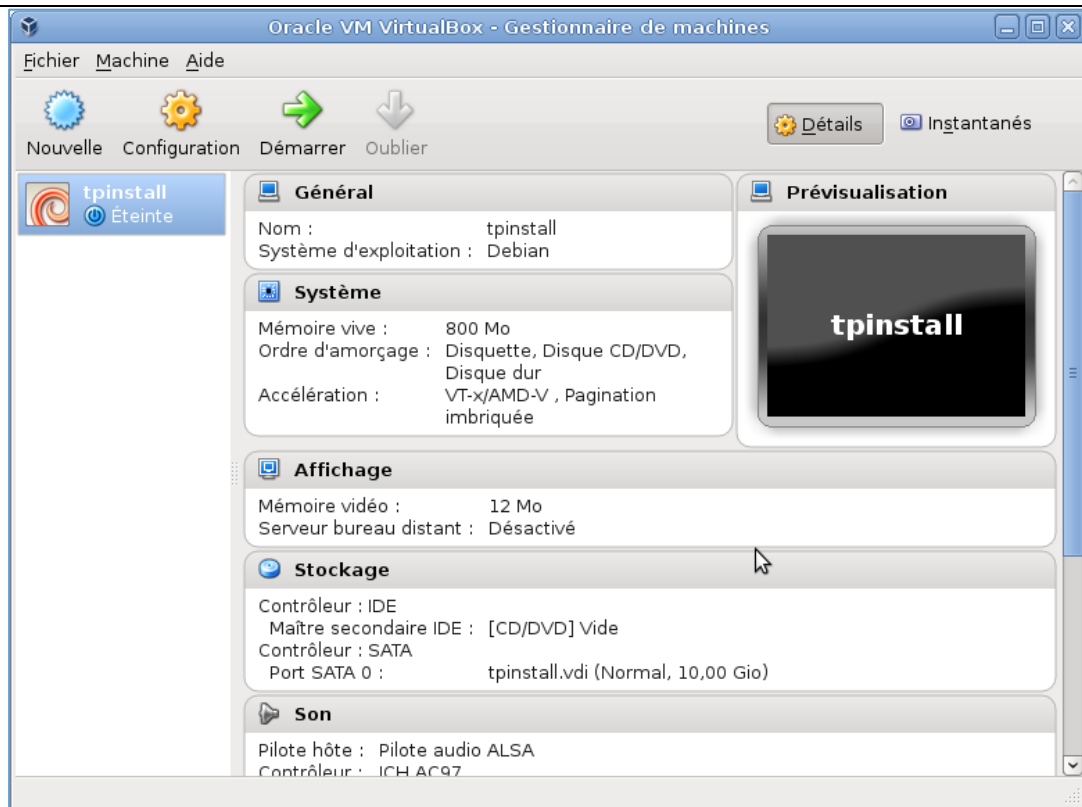 Oracle VM VirtualBox - Gestionnaire de machines
Fichier Machine Aide
Nouvelle Configuration Démarrer Oublier
Détails Instantanés
tpinstall
Éteinte
Général
Nom : tpinstall
Système d'exploitation : Debian
Système
Mémoire vive : 800 Mo
Ordre d'amorçage : Disquette, Disque CD/DVD,
Disque dur
Accélération : VT-x/AMD-V , Pagination
imbriquée
Prévisualisation
tpinstall
Affichage
Mémoire vidéo : 12 Mo
Serveur bureau distant : Désactivé
Stockage
Contrôleur : IDE
Maître secondaire IDE : [CD/DVD] Vide
Contrôleur : SATA
Port SATA 0 : tpinstall.vdi (Normal, 10,00 Gio)
Son
Pilote hôte : Pilote audio ALSA
Contrôleur : ICH AC97